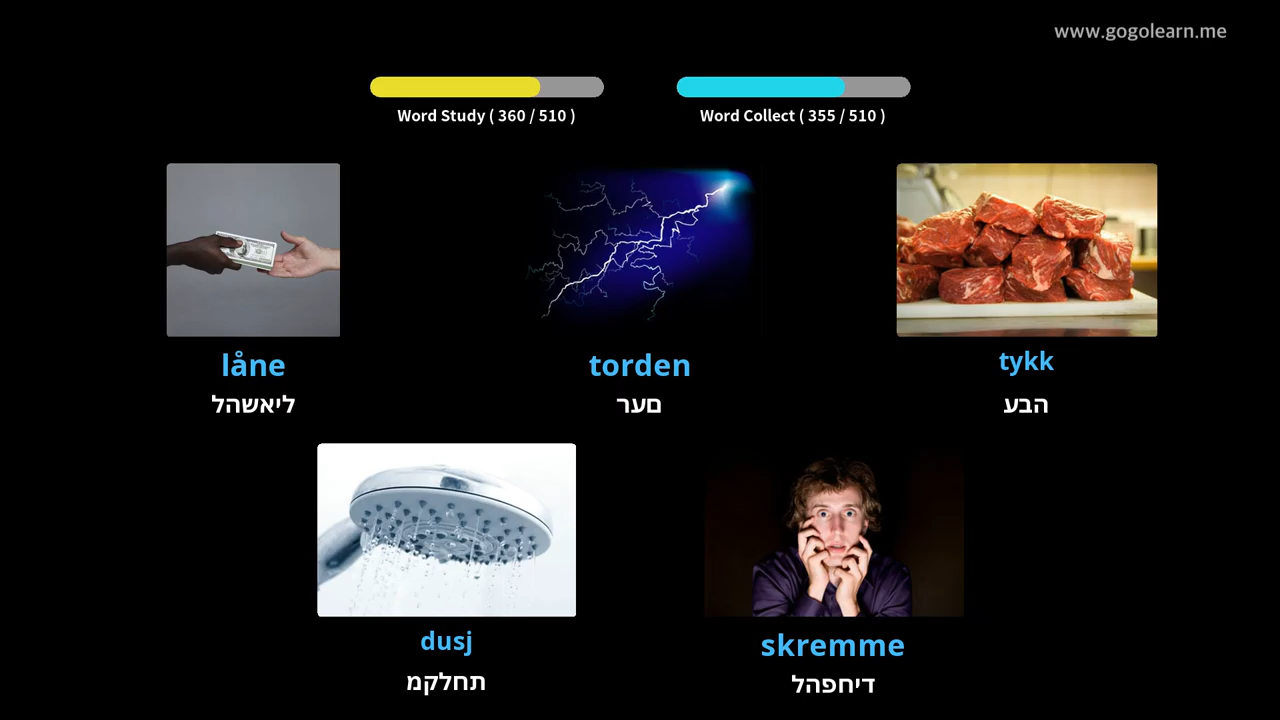 www.gogolearn.me
Word Study ( 360 / 510 )
Word Collect ( 355 / 510 )
låne
ליאשהל
torden
םער
tykk
הבע
dusj
תחלקמ
skremme
דיחפהל